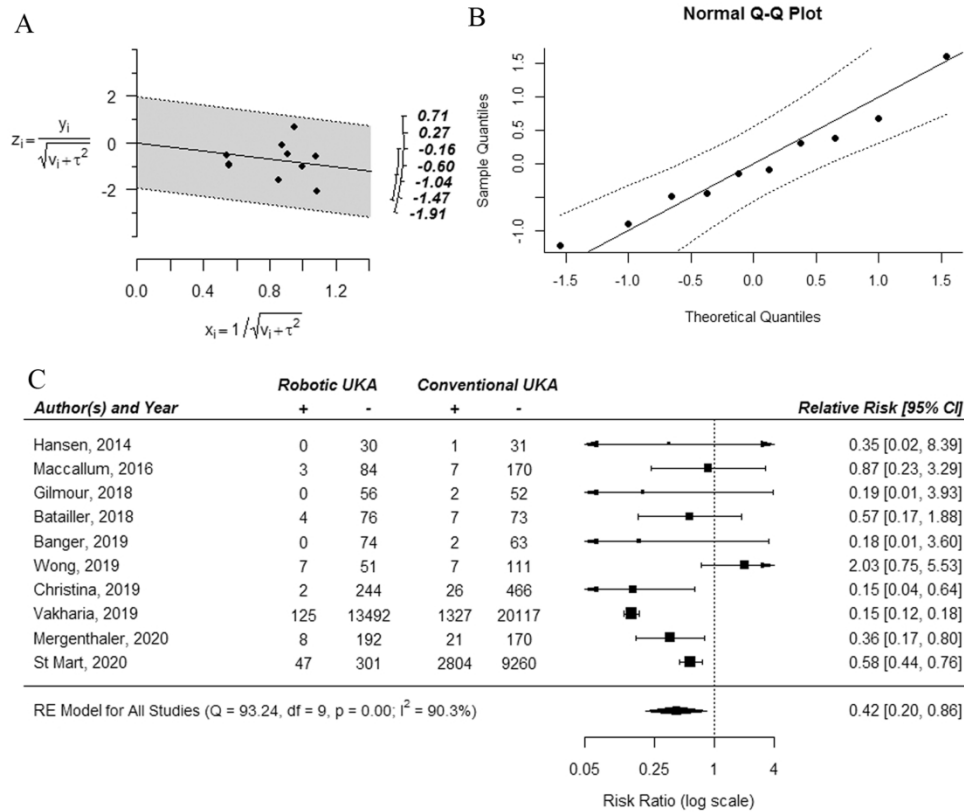 A
B
Normal Q-Q Plot
z_i = y_i / √(v_i + τ²)
2
0
-2
0.71
0.27
-0.16
-0.60
-1.04
-1.47
-1.91
0.0 0.4 0.8 1.2
x_i = 1 / √(v_i + τ²)
Sample Quantiles
1.5
0.5
0.0
-1.0
-1.5 -1.0 -0.5 0.0 0.5 1.0 1.5
Theoretical Quantiles
C
Robotic UKA Conventional UKA
Author(s) and Year + - + - Relative Risk [95% CI]
Hansen, 2014 0 30 1 31 0.35 [0.02, 8.39]
Maccallum, 2016 3 84 7 170 0.87 [0.23, 3.29]
Gilmour, 2018 0 56 2 52 0.19 [0.01, 3.93]
Batailler, 2018 4 76 7 73 0.57 [0.17, 1.88]
Banger, 2019 0 74 2 63 0.18 [0.01, 3.60]
Wong, 2019 7 51 7 111 2.03 [0.75, 5.53]
Christina, 2019 2 244 26 466 0.15 [0.04, 0.64]
Vakharia, 2019 125 13492 1327 20117 0.15 [0.12, 0.18]
Mergenthaler, 2020 8 192 21 170 0.36 [0.17, 0.80]
St Mart, 2020 47 301 2804 9260 0.58 [0.44, 0.76]
RE Model for All Studies (Q = 93.24, df = 9, p = 0.00; I² = 90.3%) 0.42 [0.20, 0.86]
0.05 0.25 1 4
Risk Ratio (log scale)